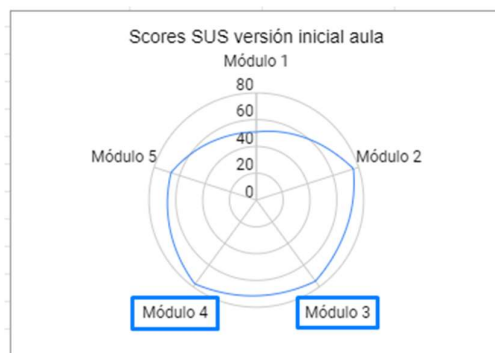 Scores SUS versión inicial aula
Módulo 1
80
60
40
20
0
Módulo 5
Módulo 2
Módulo 4
Módulo 3